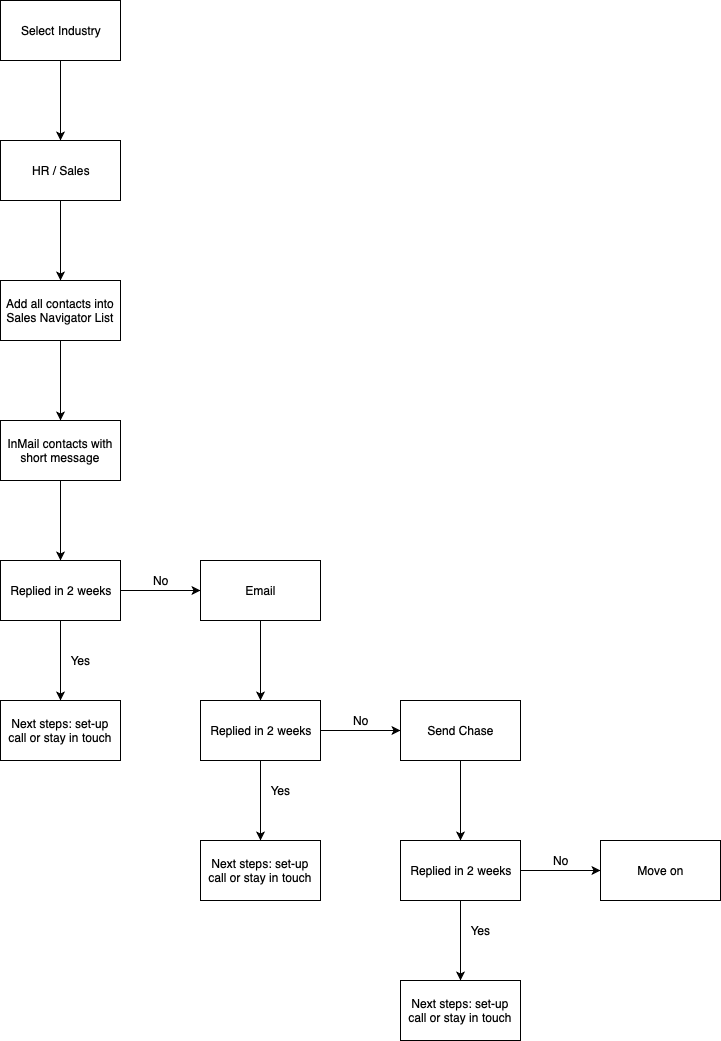 Select Industry
HR / Sales
Add all contacts into
Sales Navigator List
InMail contacts with
short message
Replied in 2 weeks
No
Email
Yes
Next steps: set-up
call or stay in touch
Replied in 2 weeks
No
Send Chase
Yes
Next steps: set-up
call or stay in touch
Replied in 2 weeks
No
Move on
Yes
Next steps: set-up
call or stay in touch